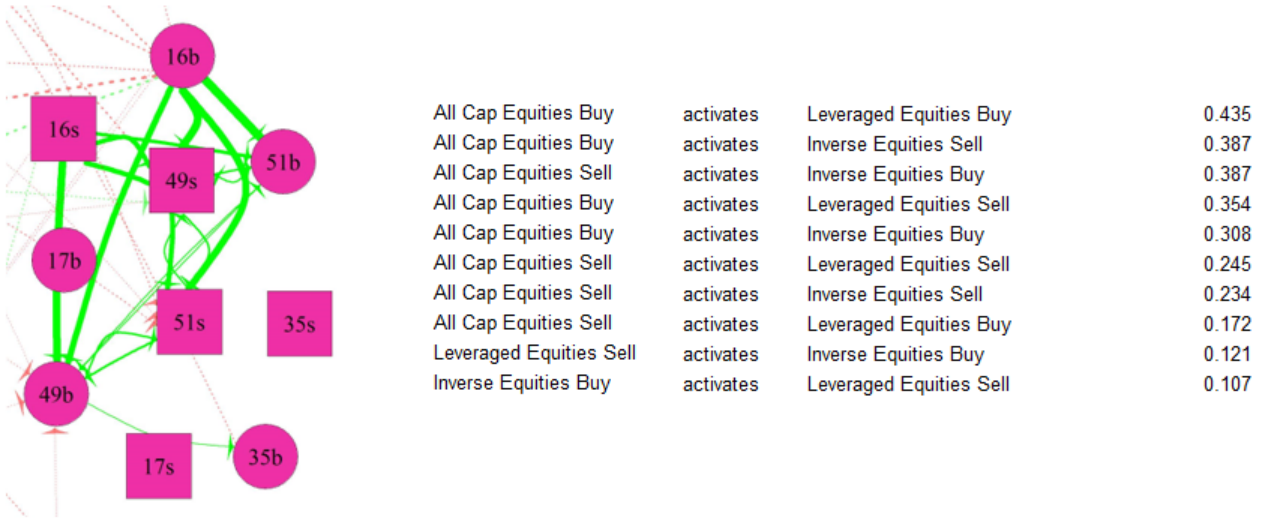 16b
16s
51b
49s
17b
51s
35s
49b
17s
35b
All Cap Equities Buy activates Leveraged Equities Buy 0.435
All Cap Equities Buy activates Inverse Equities Sell 0.387
All Cap Equities Sell activates Inverse Equities Buy 0.387
All Cap Equities Buy activates Leveraged Equities Sell 0.354
All Cap Equities Buy activates Inverse Equities Buy 0.308
All Cap Equities Sell activates Leveraged Equities Sell 0.245
All Cap Equities Sell activates Inverse Equities Sell 0.234
All Cap Equities Sell activates Leveraged Equities Buy 0.172
Leveraged Equities Sell activates Inverse Equities Buy 0.121
Inverse Equities Buy activates Leveraged Equities Sell 0.107